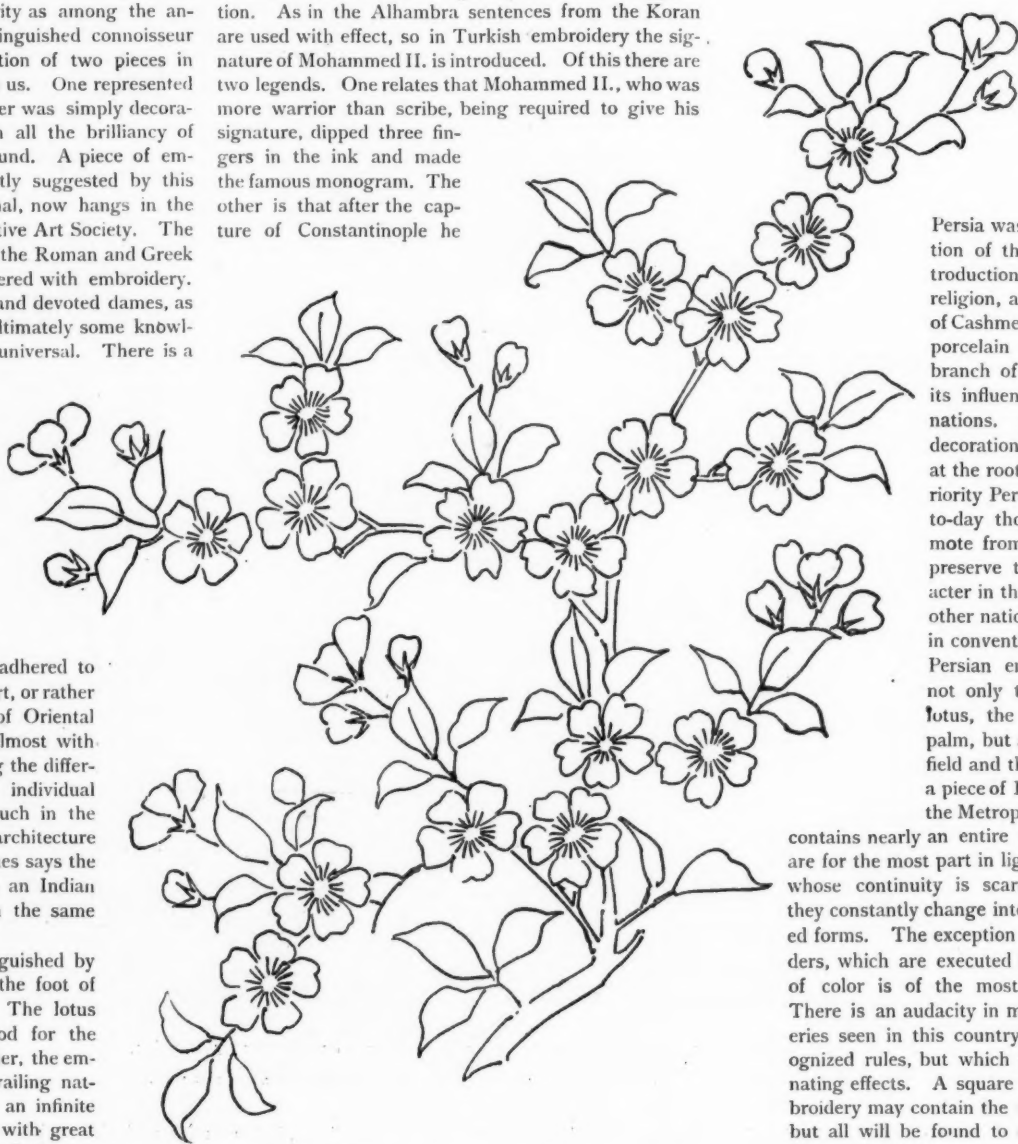 ity as among the an-
inguished connoisseur
tion of two pieces in
us. One represented
er was simply decora-
all the brilliancy of
und. A piece of em-
tly suggested by this
al, now hangs in the
tive Art Society. The
the Roman and Greek
ered with embroidery.
and devoted dames, as
ltimately some knowl-
universal. There is a
adhered to
rt, or rather
of Oriental
lmost with
g the differ-
individual
uch in the
architecture
es says the
an Indian
the same
guished by
the foot of
The lotus
od for the
er, the em-
railing nat-
an infinite
with great
tion. As in the Alhambra sentences from the Koran
are used with effect, so in Turkish embroidery the sig-
nature of Mohammed II. is introduced. Of this there are
two legends. One relates that Mohammed II., who was
more warrior than scribe, being required to give his
signature, dipped three fin-
gers in the ink and made
the famous monogram. The
other is that after the cap-
ture of Constantinople he
Persia was
tion of th
troduction
religion, a
of Cashme
porcelain
branch of
its influen
nations.
decoration
at the root
riority Per
to-day tho
mote from
preserve t
acter in th
other natio
in convent
Persian em
not only t
lotus, the
palm, but
field and th
a piece of
the Metrop
contains nearly an entire
are for the most part in lig
whose continuity is scar
they constantly change into
ed forms. The exception
ders, which are executed
of color is of the most
There is an audacity in m
eries seen in this country
ognized rules, but which
nating effects. A square
broidery may contain the
but all will be found to